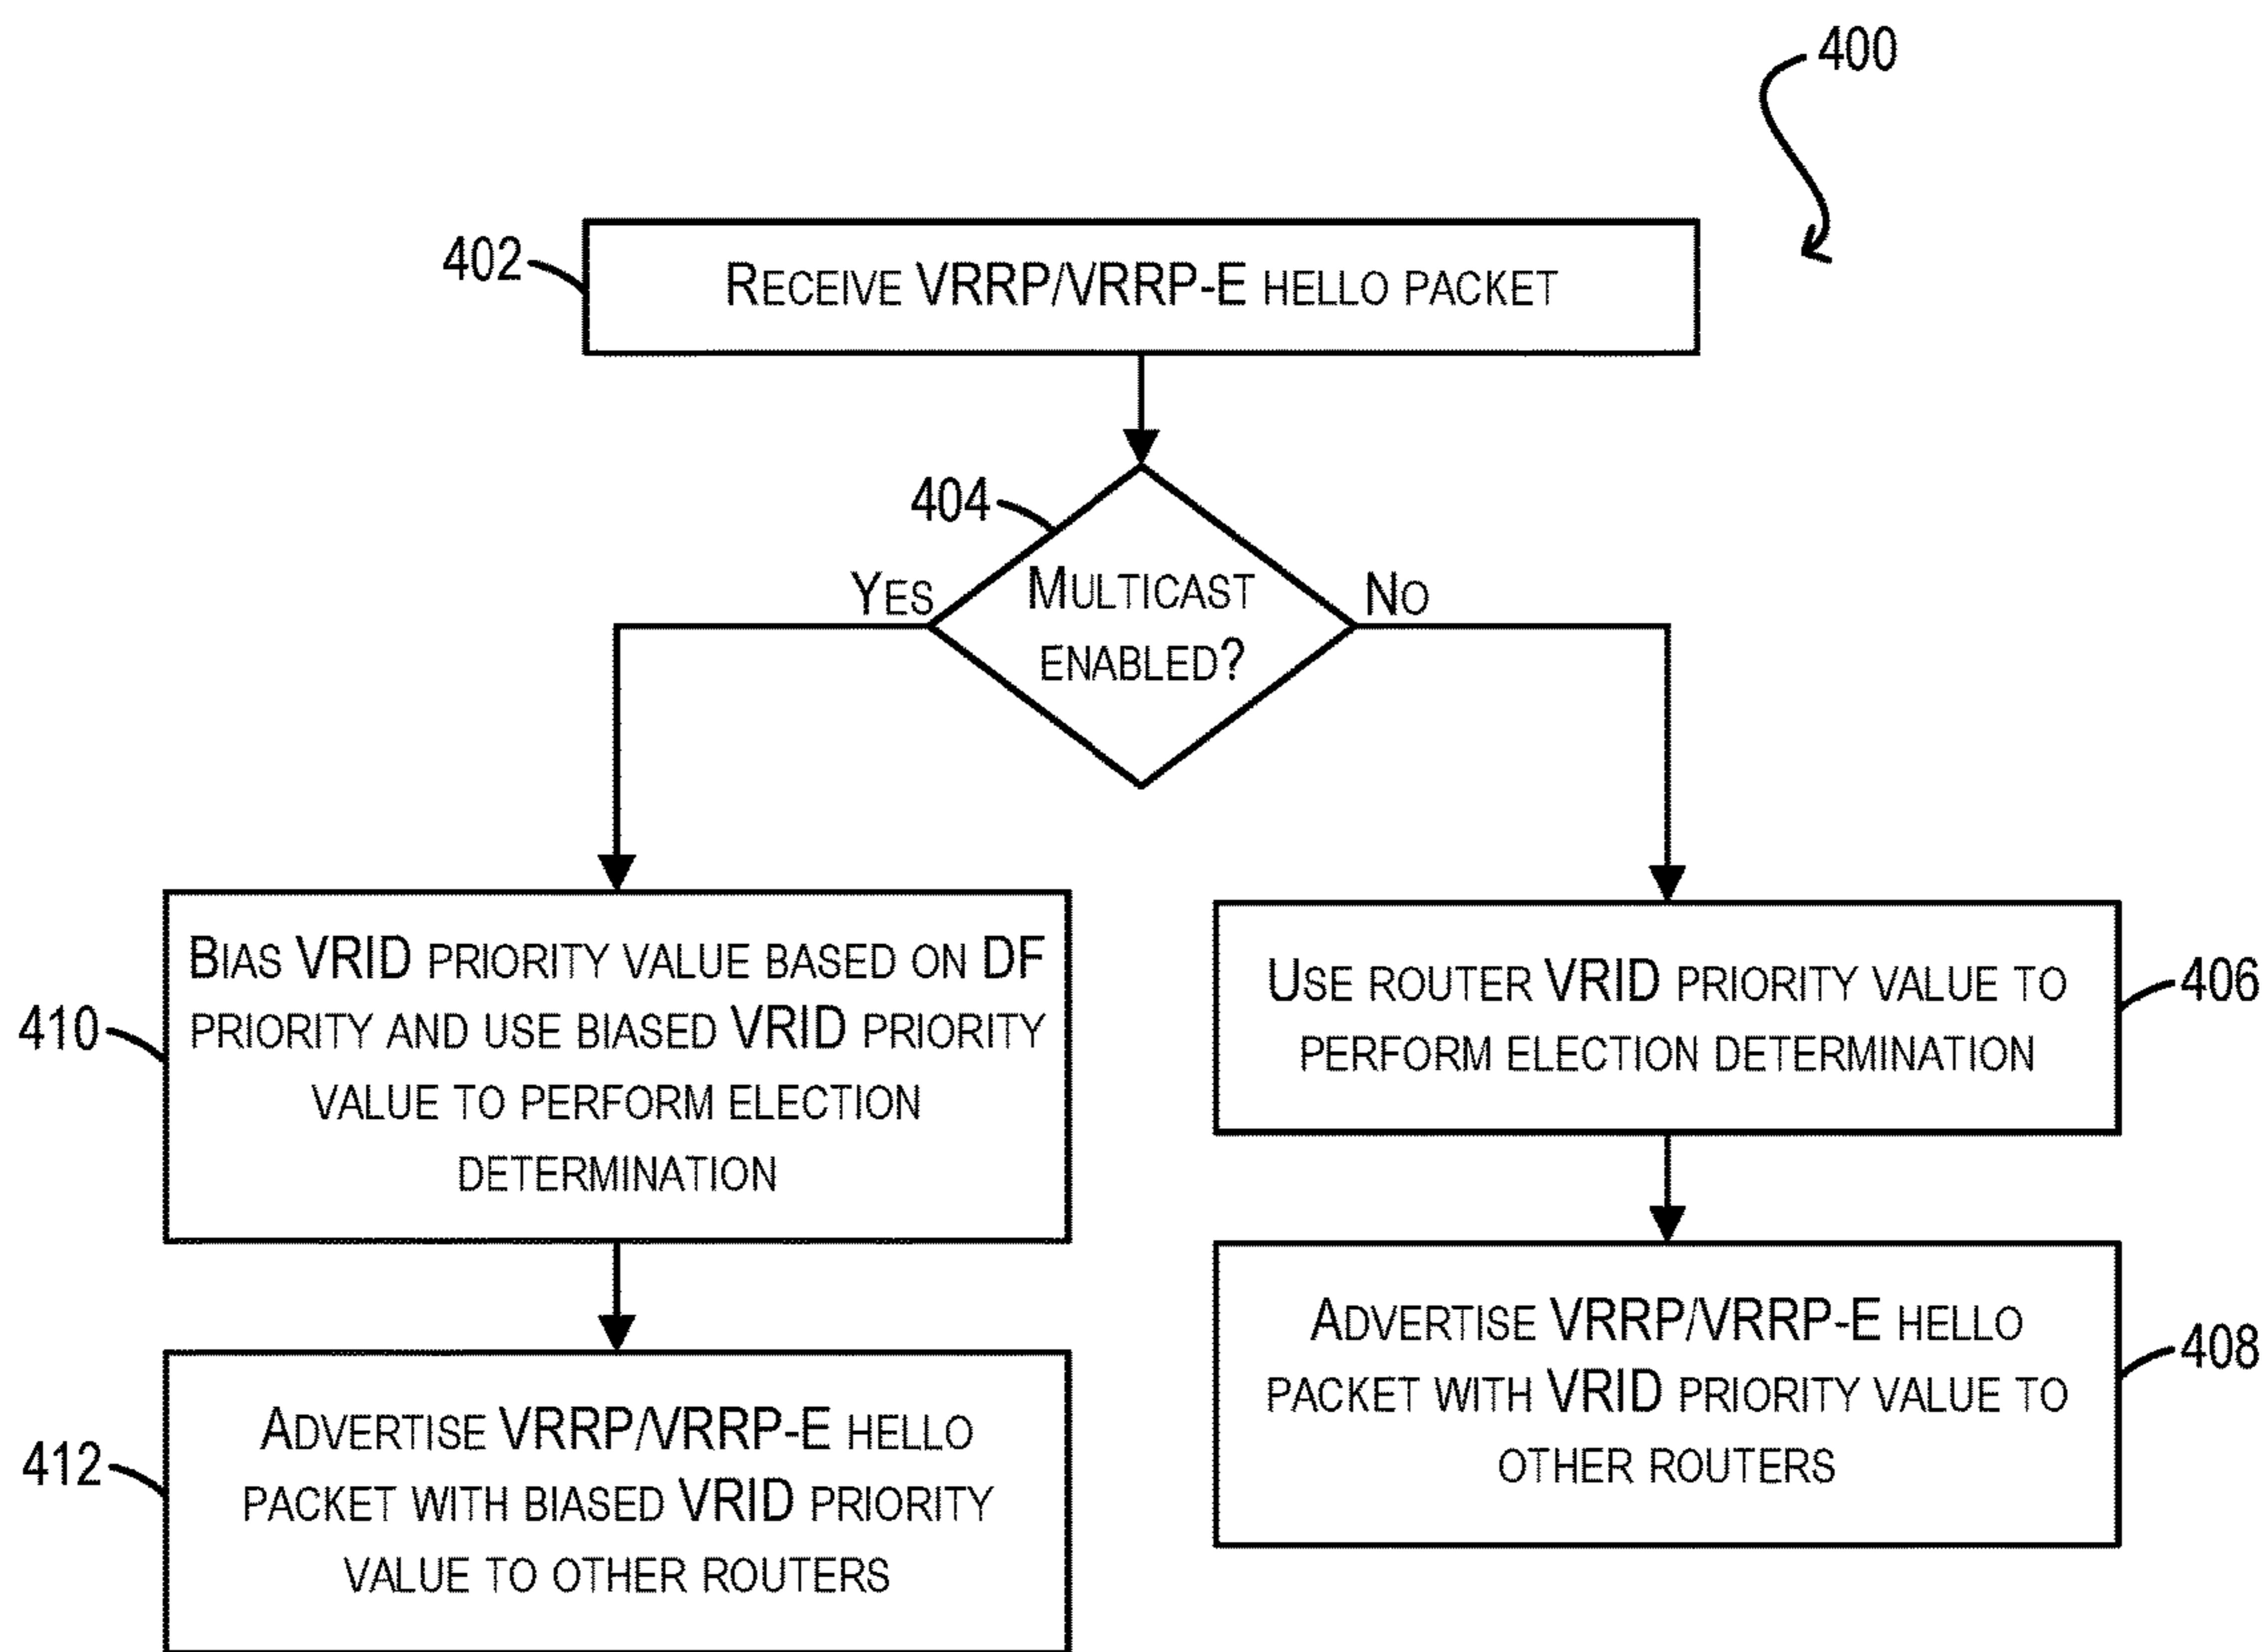 400
402
RECEIVE VRRP/VRRP-E HELLO PACKET
404
YES
MULTICAST
ENABLED?
NO
410
BIAS VRID PRIORITY VALUE BASED ON DF
PRIORITY AND USE BIASED VRID PRIORITY
VALUE TO PERFORM ELECTION
DETERMINATION
USE ROUTER VRID PRIORITY VALUE TO
PERFORM ELECTION DETERMINATION
406
412
ADVERTISE VRRP/VRRP-E HELLO
PACKET WITH BIASED VRID PRIORITY
VALUE TO OTHER ROUTERS
ADVERTISE VRRP/VRRP-E HELLO
PACKET WITH VRID PRIORITY VALUE TO
OTHER ROUTERS
408